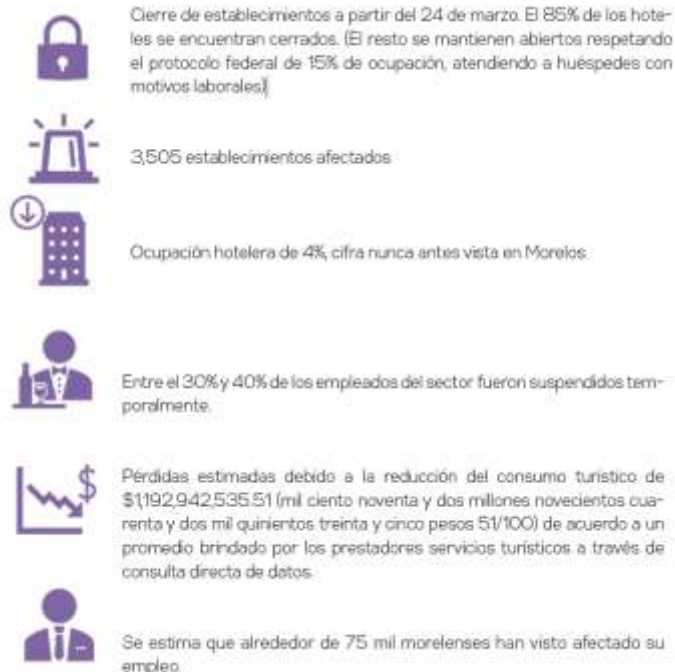 Cierre de establecimientos a partir del 24 de marzo. El 85% de los hote-
les se encuentran cerrados. (El resto se mantienen abiertos respetando
el protocolo federal de 15% de ocupación, atendiendo a huéspedes con
motivos laborales)
3,505 establecimientos afectados
Ocupación hotelera de 4%, cifra nunca antes vista en Morelos
Entre el 30% y 40% de los empleados del sector fueron suspendidos tem-
poralmente.
Pérdidas estimadas debido a la reducción del consumo turístico de
$1,192,942,535.51 (mil ciento noventa y dos millones novecientos cua-
renta y dos mil quinientos treinta y cinco pesos 51/100) de acuerdo a un
promedio brindado por los prestadores servicios turísticos a través de
consulta directa de datos.
$
Se estima que alrededor de 75 mil morelenses han visto afectado su
empleo.